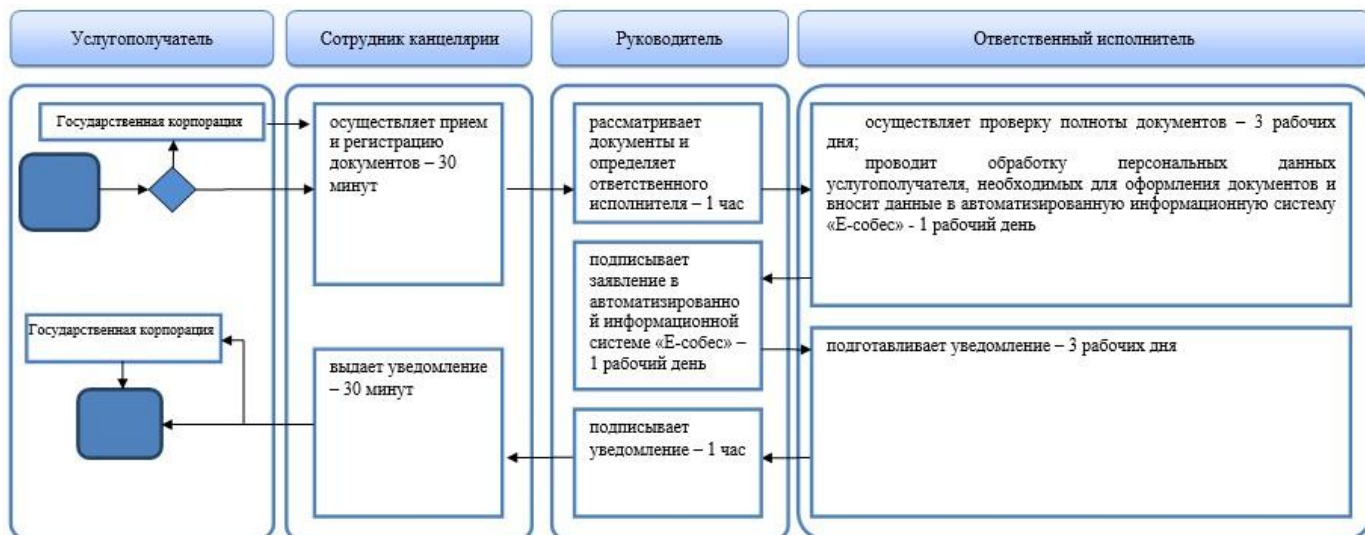 Услугополучатель
Сотрудник канцелярии
Руководитель
Ответственный исполнитель
Государственная корпорация
осуществляет прием
и регистрацию
документов – 30
минут
рассматривает
документы и
определяет
ответственного
исполнителя – 1 час
осуществляет проверку полноты документов – 3 рабочих
дня;
проводит обработку персональных данных
услугополучателя, необходимых для оформления документов и
вносит данные в автоматизированную информационную систему
«Е-собес» - 1 рабочий день
подписывает
заявление в
автоматизированно
й информационной
системе «Е-собес» –
1 рабочий день
Государственная корпорация
выдает уведомление
– 30 минут
подготавливает уведомление – 3 рабочих дня
подписывает
уведомление – 1 час